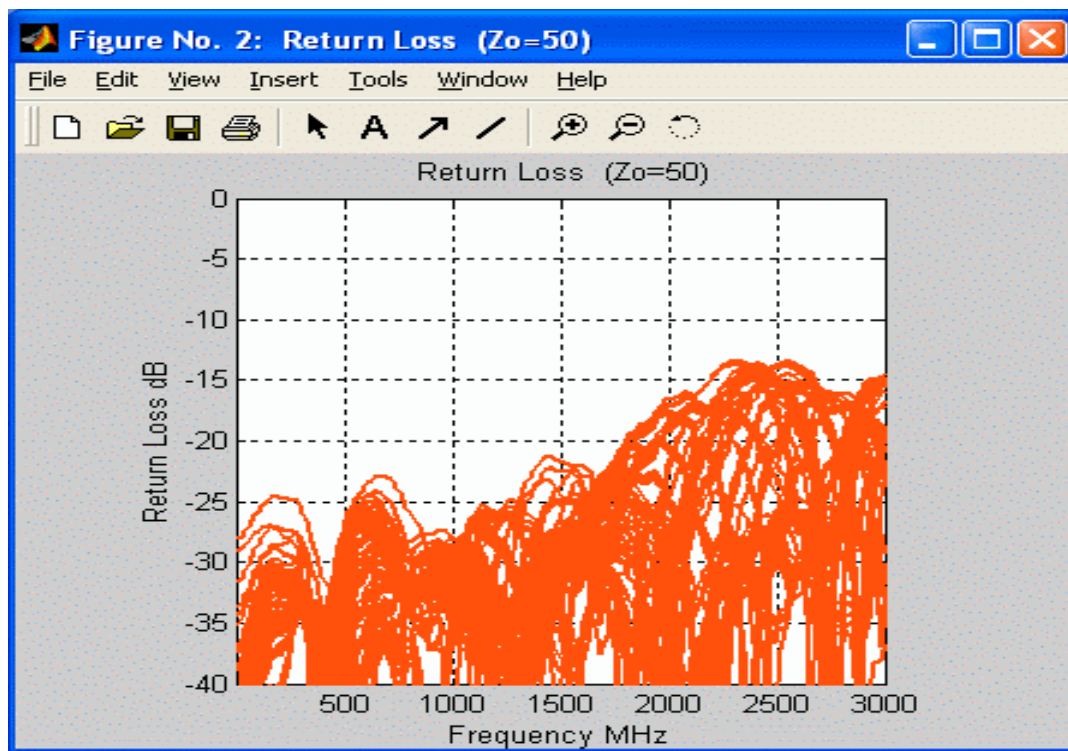 Figure No. 2: Return Loss (Zo=50)
File Edit View Insert Tools Window Help
A
Return Loss (Zo=50)
0
-5
-10
-15
-20
-25
-30
-35
-40
Return Loss dB
500 1000 1500 2000 2500 3000
Frequency MHz